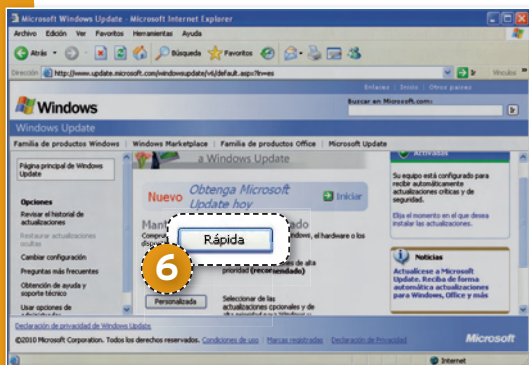 Microsoft Windows Update - Microsoft Internet Explorer
Archivo Edición Ver Favoritos Herramientas Ayuda
Atrás Búsqueda Favoritos
Dirección http://www.update.microsoft.com/windowsupdate/v6/default.aspx?ln=es Ir Vínculos
Enlaces | Inicio | Otros países
Windows
Buscar en Microsoft.com:
Ir
Windows Update
Familia de productos Windows | Windows Marketplace | Familia de productos Office | Microsoft Update
Página principal de Windows
Update
Opciones
Revisar el historial de
actualizaciones
Restaurar actualizaciones
ocultas
Cambiar configuración
Preguntas más frecuentes
Obtención de ayuda y
soporte técnico
Usar opciones de
a Windows Update
Nuevo Obtenga Microsoft
Update hoy
Iniciar
Rápida
6
de alta
prioridad (recomendado)
Personalizada
Seleccionar de las
actualizaciones opcionales y de
alta prioridad para Windows y
Activadas
Su equipo está configurado para
recibir automáticamente
actualizaciones críticas y de
seguridad.
Elija el momento en el que desea
instalar las actualizaciones.
Noticias
Actualícese a Microsoft
Update. Reciba de forma
automática actualizaciones
para Windows, Office y más
Declaración de privacidad de Windows Update
©2010 Microsoft Corporation. Todos los derechos reservados. Condiciones de uso | Marcas registradas | Declaración de Privacidad
Microsoft
Internet